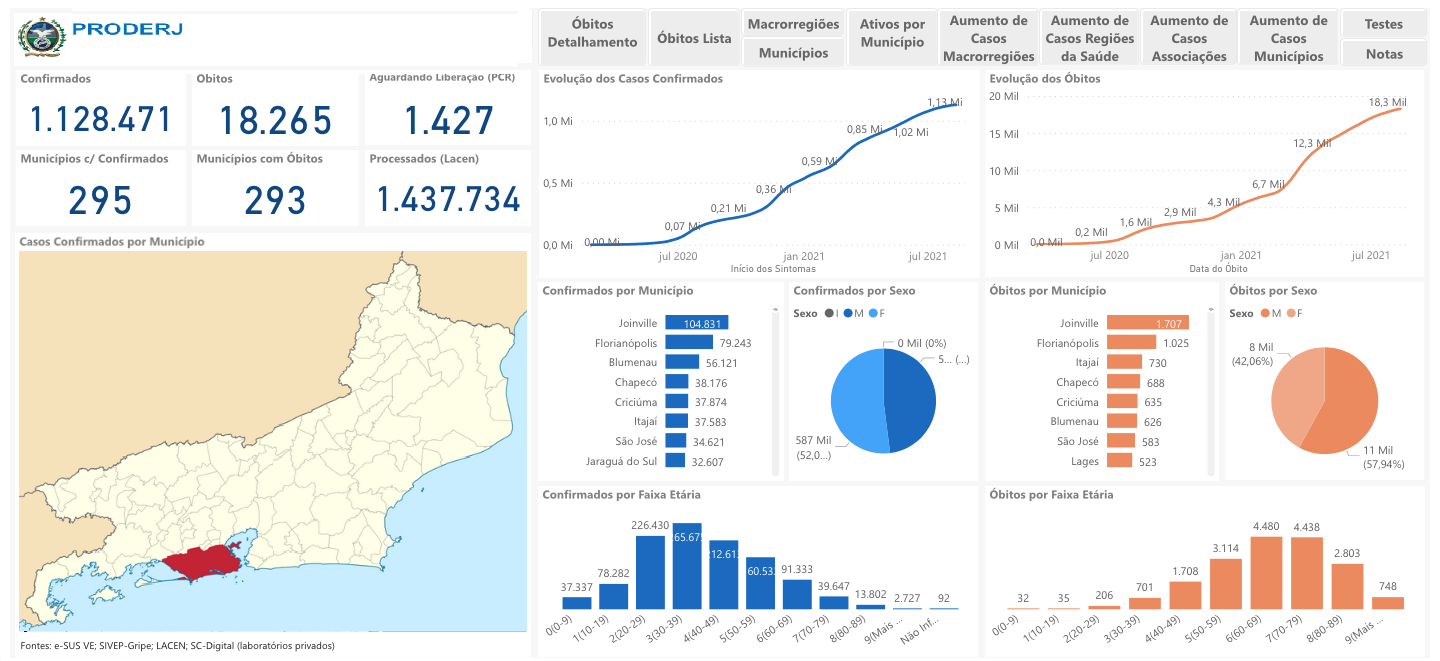 PRODERJ
Óbitos Detalhamento
Óbitos Lista
Macrorregiões
Municípios
Ativos por Município
Aumento de Casos Macrorregiões
Aumento de Casos Regiões da Saúde
Aumento de Casos Associações
Aumento de Casos Municípios
Testes
Notas
Confirmados
1.128.471
Obitos
18.265
Aguardando Liberação (PCR)
1.427
Municípios c/ Confirmados
295
Municípios com Óbitos
293
Processados (Lacen)
1.437.734
Casos Confirmados por Município
Fontes: e-SUS VE; SIVEP-Gripe; LACEN; SC-Digital (laboratórios privados)
Evolução dos Casos Confirmados
1,0 Mi
0,5 Mi
0,0 Mi
0,00 Mi
0,07 Mi
0,21 Mi
0,36 Mi
0,59 Mi
0,85 Mi
1,02 Mi
1,13 Mi
jul 2020
jan 2021
jul 2021
Início dos Sintomas
Evolução dos Óbitos
20 Mil
15 Mil
10 Mil
5 Mil
0 Mil
0,0 Mil
0,2 Mil
1,6 Mil
2,9 Mil
4,3 Mil
6,7 Mil
12,3 Mil
18,3 Mil
jul 2020
jan 2021
jul 2021
Data do Óbito
Confirmados por Município
Joinville 104.831
Florianópolis 79.243
Blumenau 56.121
Chapecó 38.176
Criciúma 37.874
Itajaí 37.583
São José 34.621
Jaraguá do Sul 32.607
Confirmados por Sexo
Sexo I M F
0 Mil (0%)
5... (...)
587 Mil
(52,0...)
Óbitos por Município
Joinville 1.707
Florianópolis 1.025
Itajaí 730
Chapecó 688
Criciúma 635
Blumenau 626
São José 583
Lages 523
Óbitos por Sexo
Sexo M F
8 Mil
(42,06%)
11 Mil
(57,94%)
Confirmados por Faixa Etária
37.337
78.282
226.430
91.333
39.647
13.802
2.727
92
0(0-9)
1(10-19)
2(20-29)
3(30-39)
4(40-49)
5(50-59)
6(60-69)
7(70-79)
8(80-89)
9(Mais ...
Não Inf...
Óbitos por Faixa Etária
32
35
206
701
1.708
3.114
4.480
4.438
2.803
748
0(0-9)
1(10-19)
2(20-29)
3(30-39)
4(40-49)
5(50-59)
6(60-69)
7(70-79)
8(80-89)
9(Mais ...